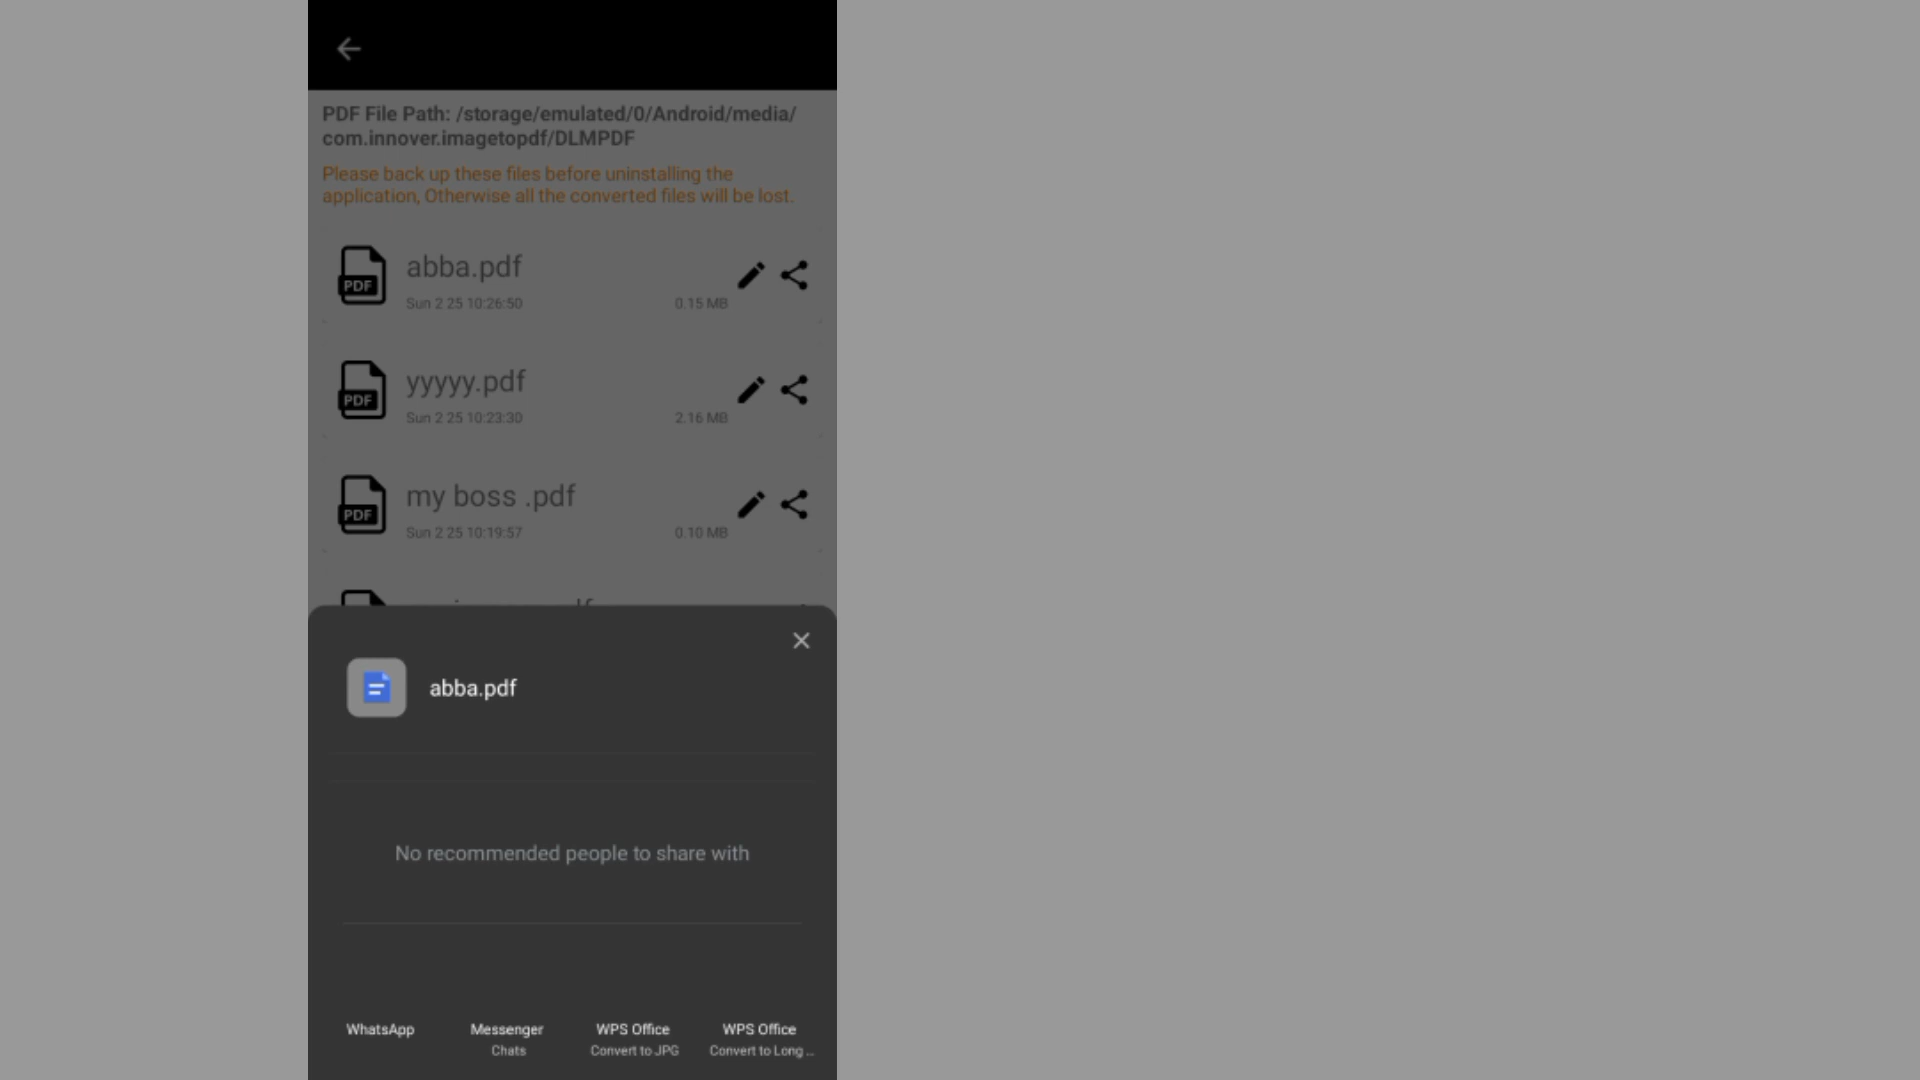 PDF File Path: /storage/emulated/0/Android/media/
com.innover.imagetopdf/DLMPDF
Please back up these files before uninstalling the
application, Otherwise all the converted files will be lost.
PDF
abba.pdf
Sun 2 25 10:26:50
0.15 MB
PDF
yyyyy.pdf
Sun 2 25 10:23:30
2.16 MB
PDF
my boss .pdf
Sun 2 25 10:19:57
0.10 MB
abba.pdf
No recommended people to share with
WhatsApp
Messenger
Chats
WPS Office
Convert to JPG
WPS Office
Convert to Long ...